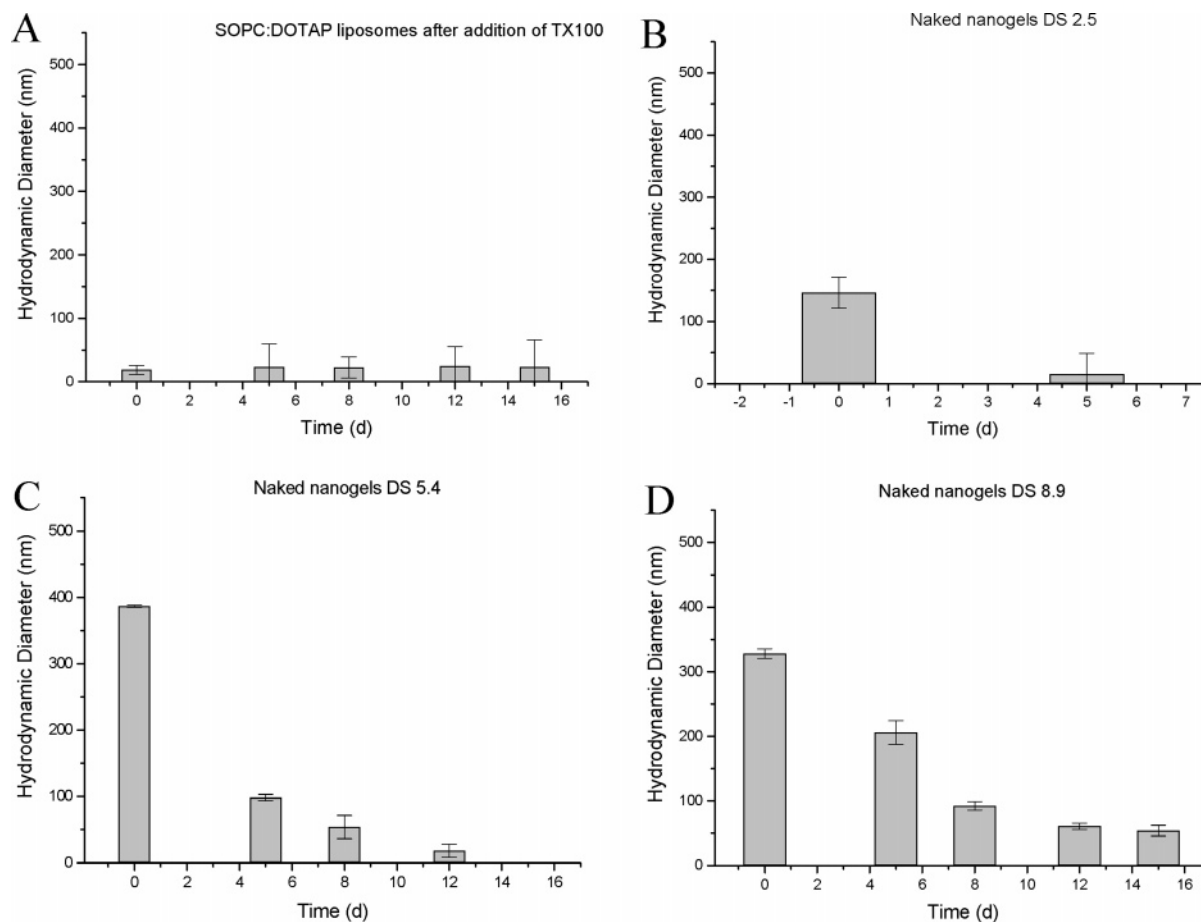 A
SOPC:DOTAP liposomes after addition of TX100
Hydrodynamic Diameter (nm)
500
400
300
200
100
0
0 2 4 6 8 10 12 14 16
Time (d)
B
Naked nanogels DS 2.5
Hydrodynamic Diameter (nm)
500
400
300
200
100
0
-2 -1 0 1 2 3 4 5 6 7
Time (d)
C
Naked nanogels DS 5.4
Hydrodynamic Diameter (nm)
500
400
300
200
100
0
0 2 4 6 8 10 12 14 16
Time (d)
D
Naked nanogels DS 8.9
Hydrodynamic Diameter (nm)
500
400
300
200
100
0
0 2 4 6 8 10 12 14 16
Time (d)